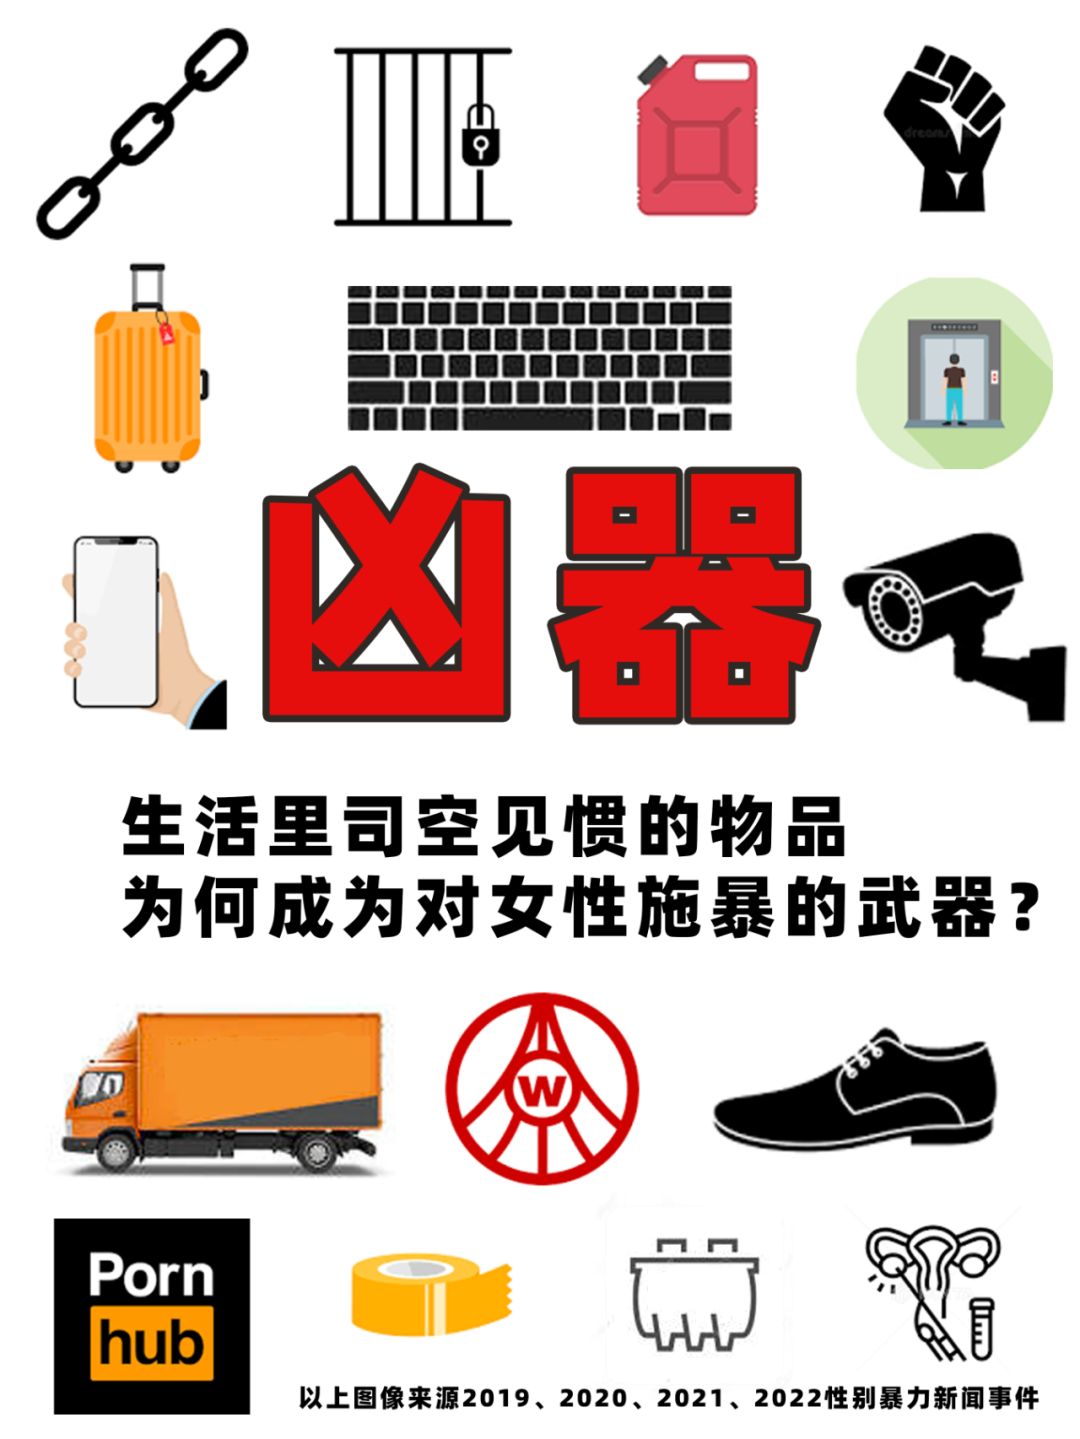 凶器
生活里司空见惯的物品
为何成为对女性施暴的武器？
W
Porn
hub
以上图像来源2019、2020、2021、2022性别暴力新闻事件